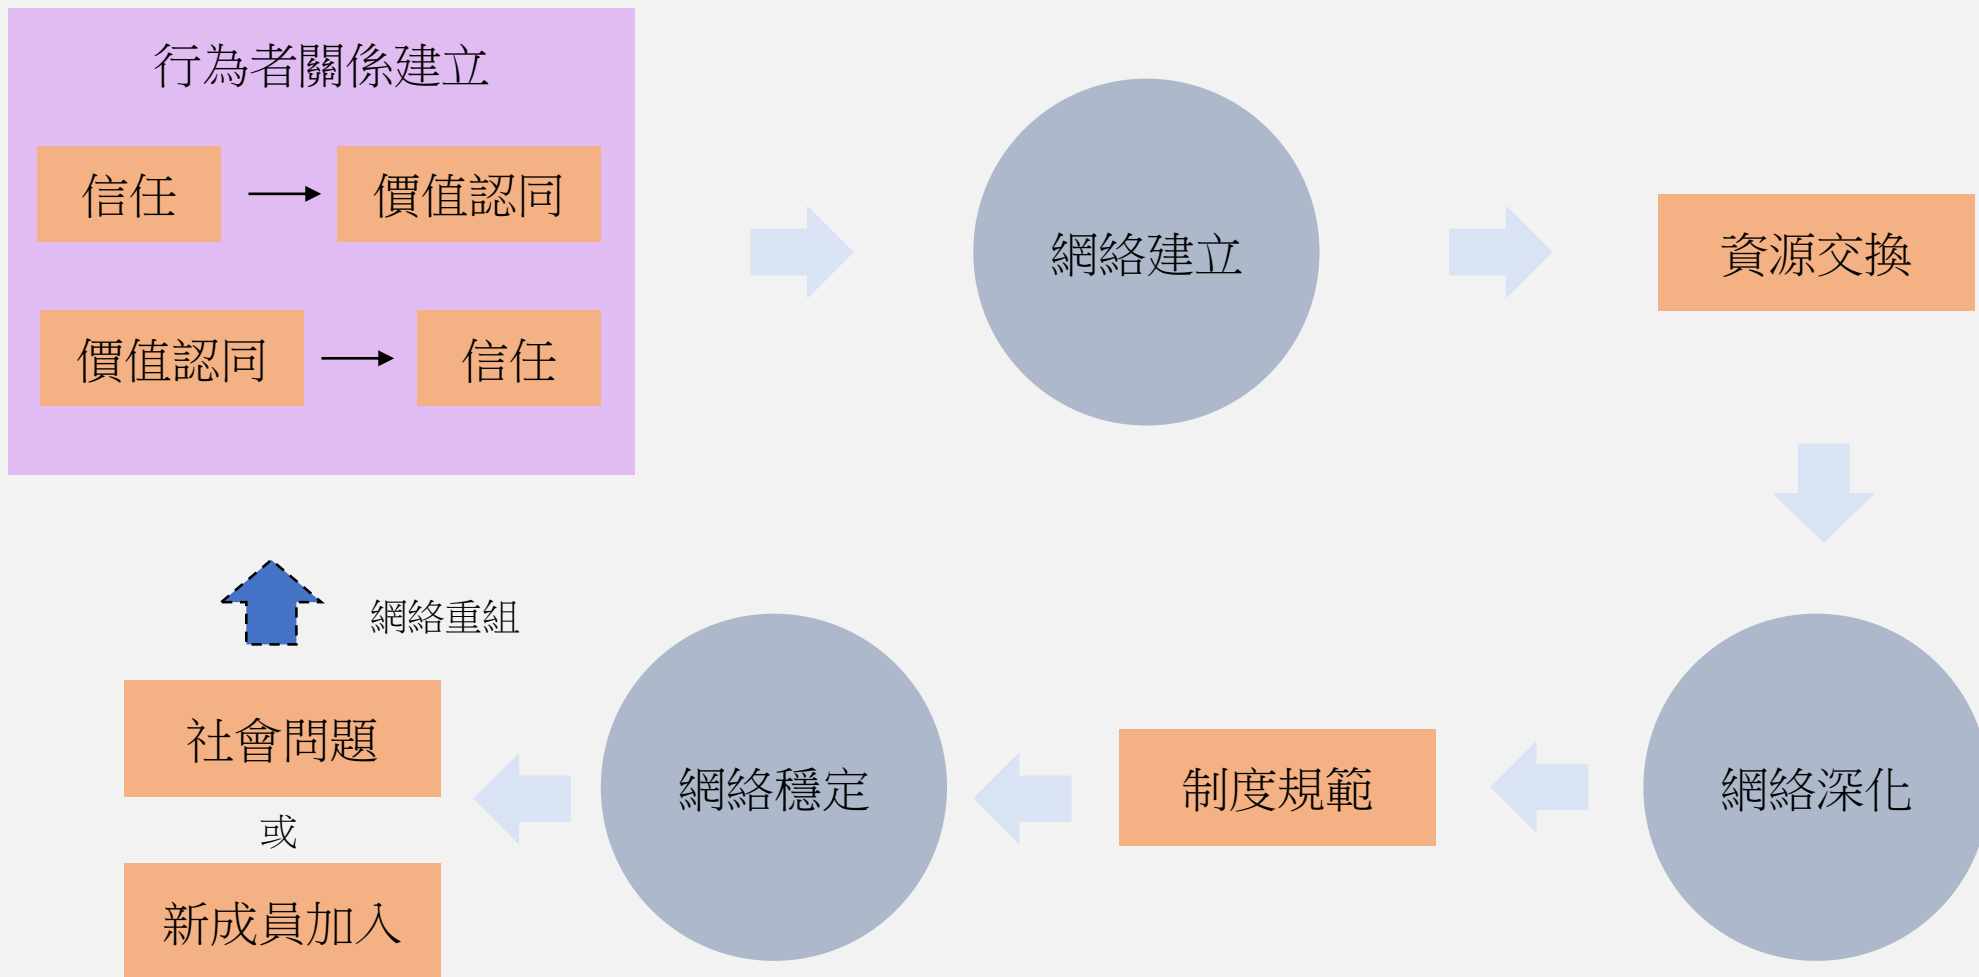 行為者關係建立
信任
價值認同
價值認同
信任
網絡建立
資源交換
網絡深化
制度規範
網絡穩定
社會問題
或
新成員加入
網絡重組